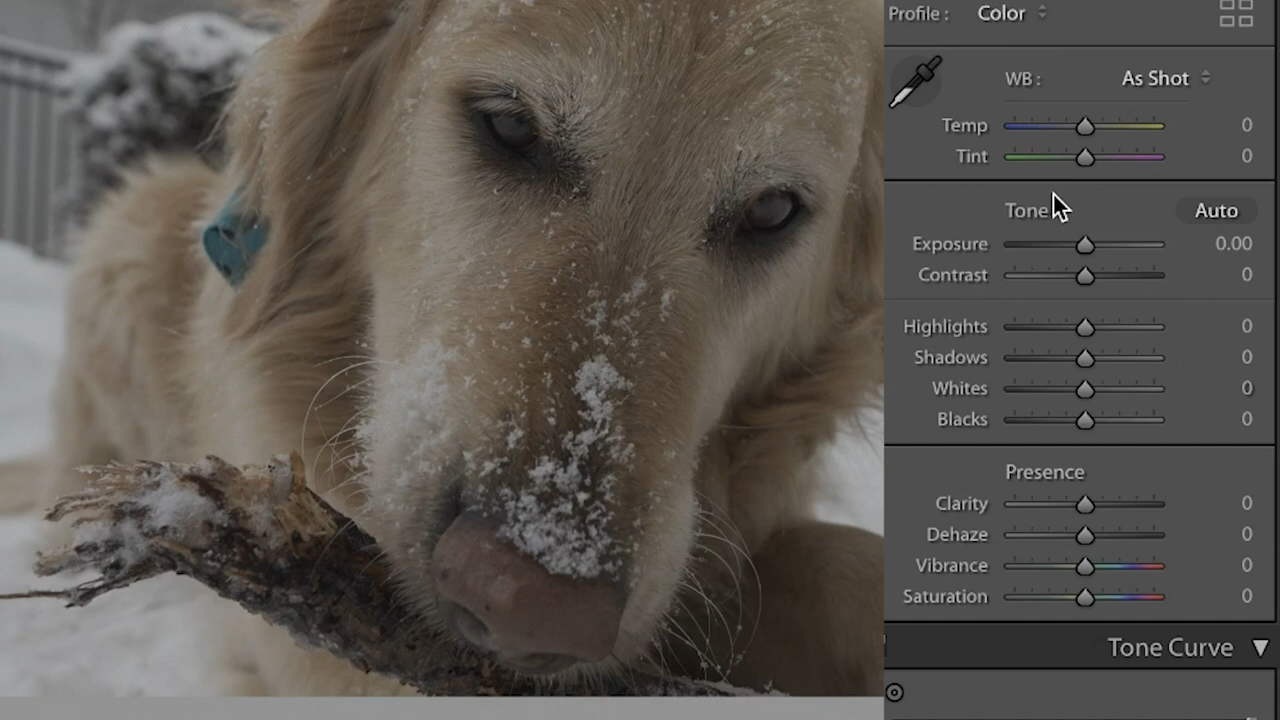 Profile : Color
WB : As Shot
Temp 0
Tint 0
Tone Auto
Exposure 0.00
Contrast 0
Highlights 0
Shadows 0
Whites 0
Blacks 0
Presence
Clarity 0
Dehaze 0
Vibrance 0
Saturation 0
Tone Curve